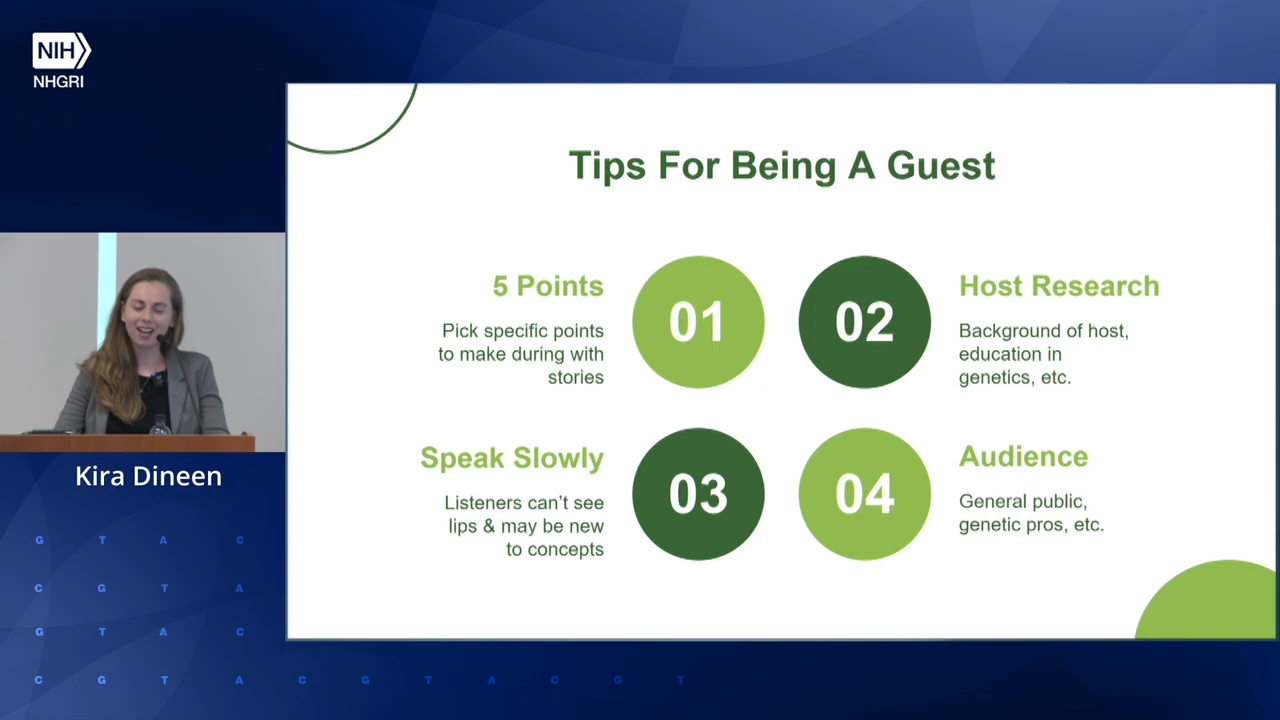 NIH
NHGRI
Tips For Being A Guest
5 Points
Pick specific points
to make during with
stories
01
02
Host Research
Background of host,
education in
genetics, etc.
Speak Slowly
Listeners can’t see
lips & may be new
to concepts
03
04
Audience
General public,
genetic pros, etc.
Kira Dineen
G T A C
C G T A
G T A C
C G T A C G T A C G T